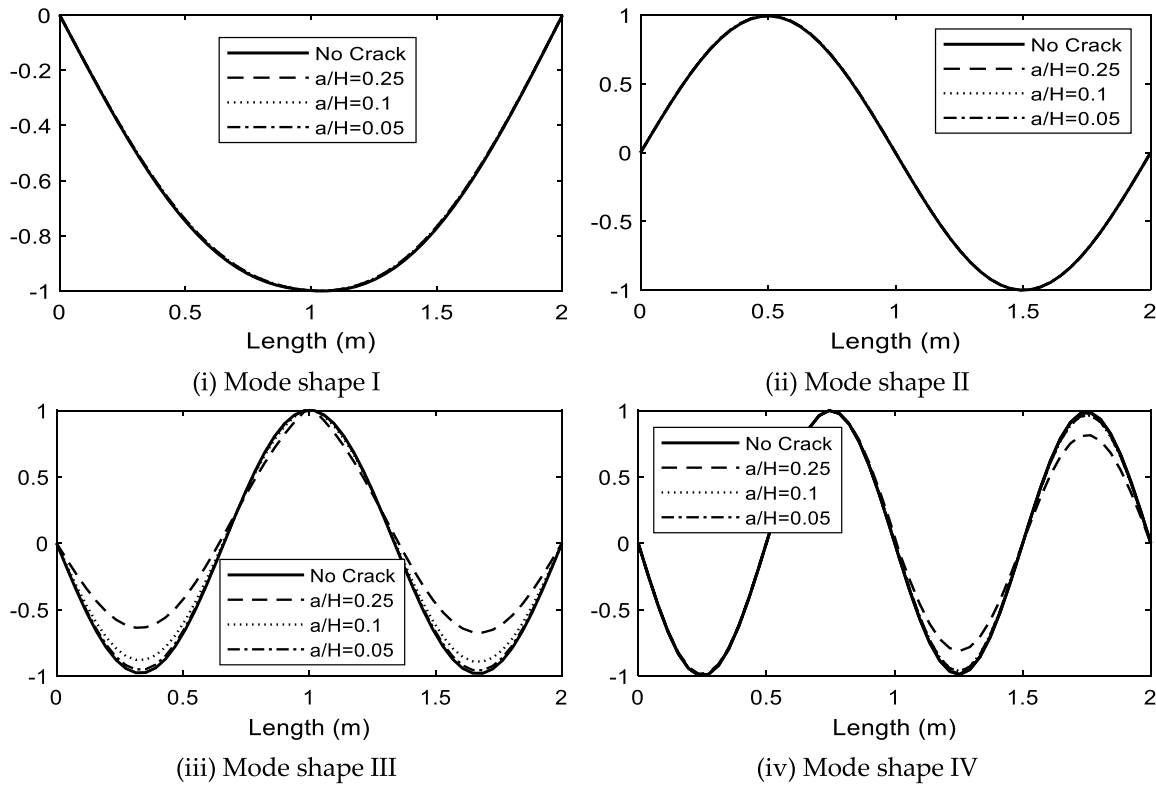 0
-0.2
-0.4
-0.6
-0.8
-1
No Crack
a/H=0.25
a/H=0.1
a/H=0.05
0 0.5 1 1.5 2
Length (m)
(i) Mode shape I
1
0.5
0
-0.5
-1
No Crack
a/H=0.25
a/H=0.1
a/H=0.05
0 0.5 1 1.5 2
Length (m)
(ii) Mode shape II
1
0.5
0
-0.5
-1
No Crack
a/H=0.25
a/H=0.1
a/H=0.05
0 0.5 1 1.5 2
Length (m)
(iii) Mode shape III
1
0.5
0
-0.5
-1
No Crack
a/H=0.25
a/H=0.1
a/H=0.05
0 0.5 1 1.5 2
Length (m)
(iv) Mode shape IV